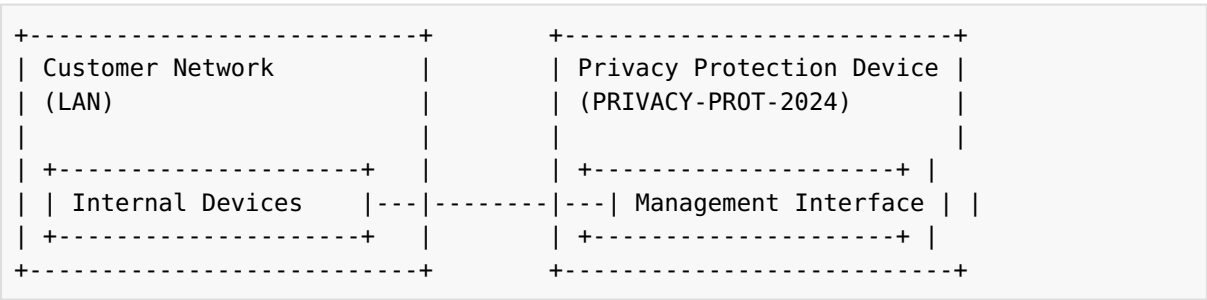 +---------------------------+        +---------------------------+
| Customer Network          |        | Privacy Protection Device |
| (LAN)                     |        | (PRIVACY-PROT-2024)       |
|                           |        |                           |
| +---------------------+   |        | +---------------------+ |
| | Internal Devices    |---|--------|---| Management Interface | |
| +---------------------+   |        | +---------------------+ |
+---------------------------+        +---------------------------+